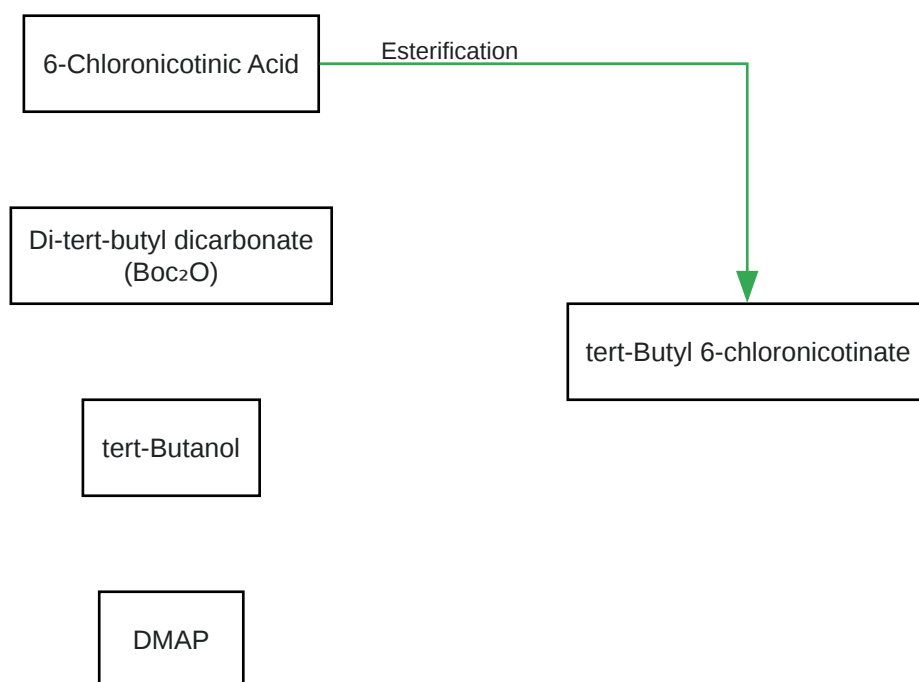 6-Chloronicotinic Acid
Esterification
Di-tert-butyl dicarbonate
(Boc₂O)
tert-Butyl 6-chloronicotinate
tert-Butanol
DMAP